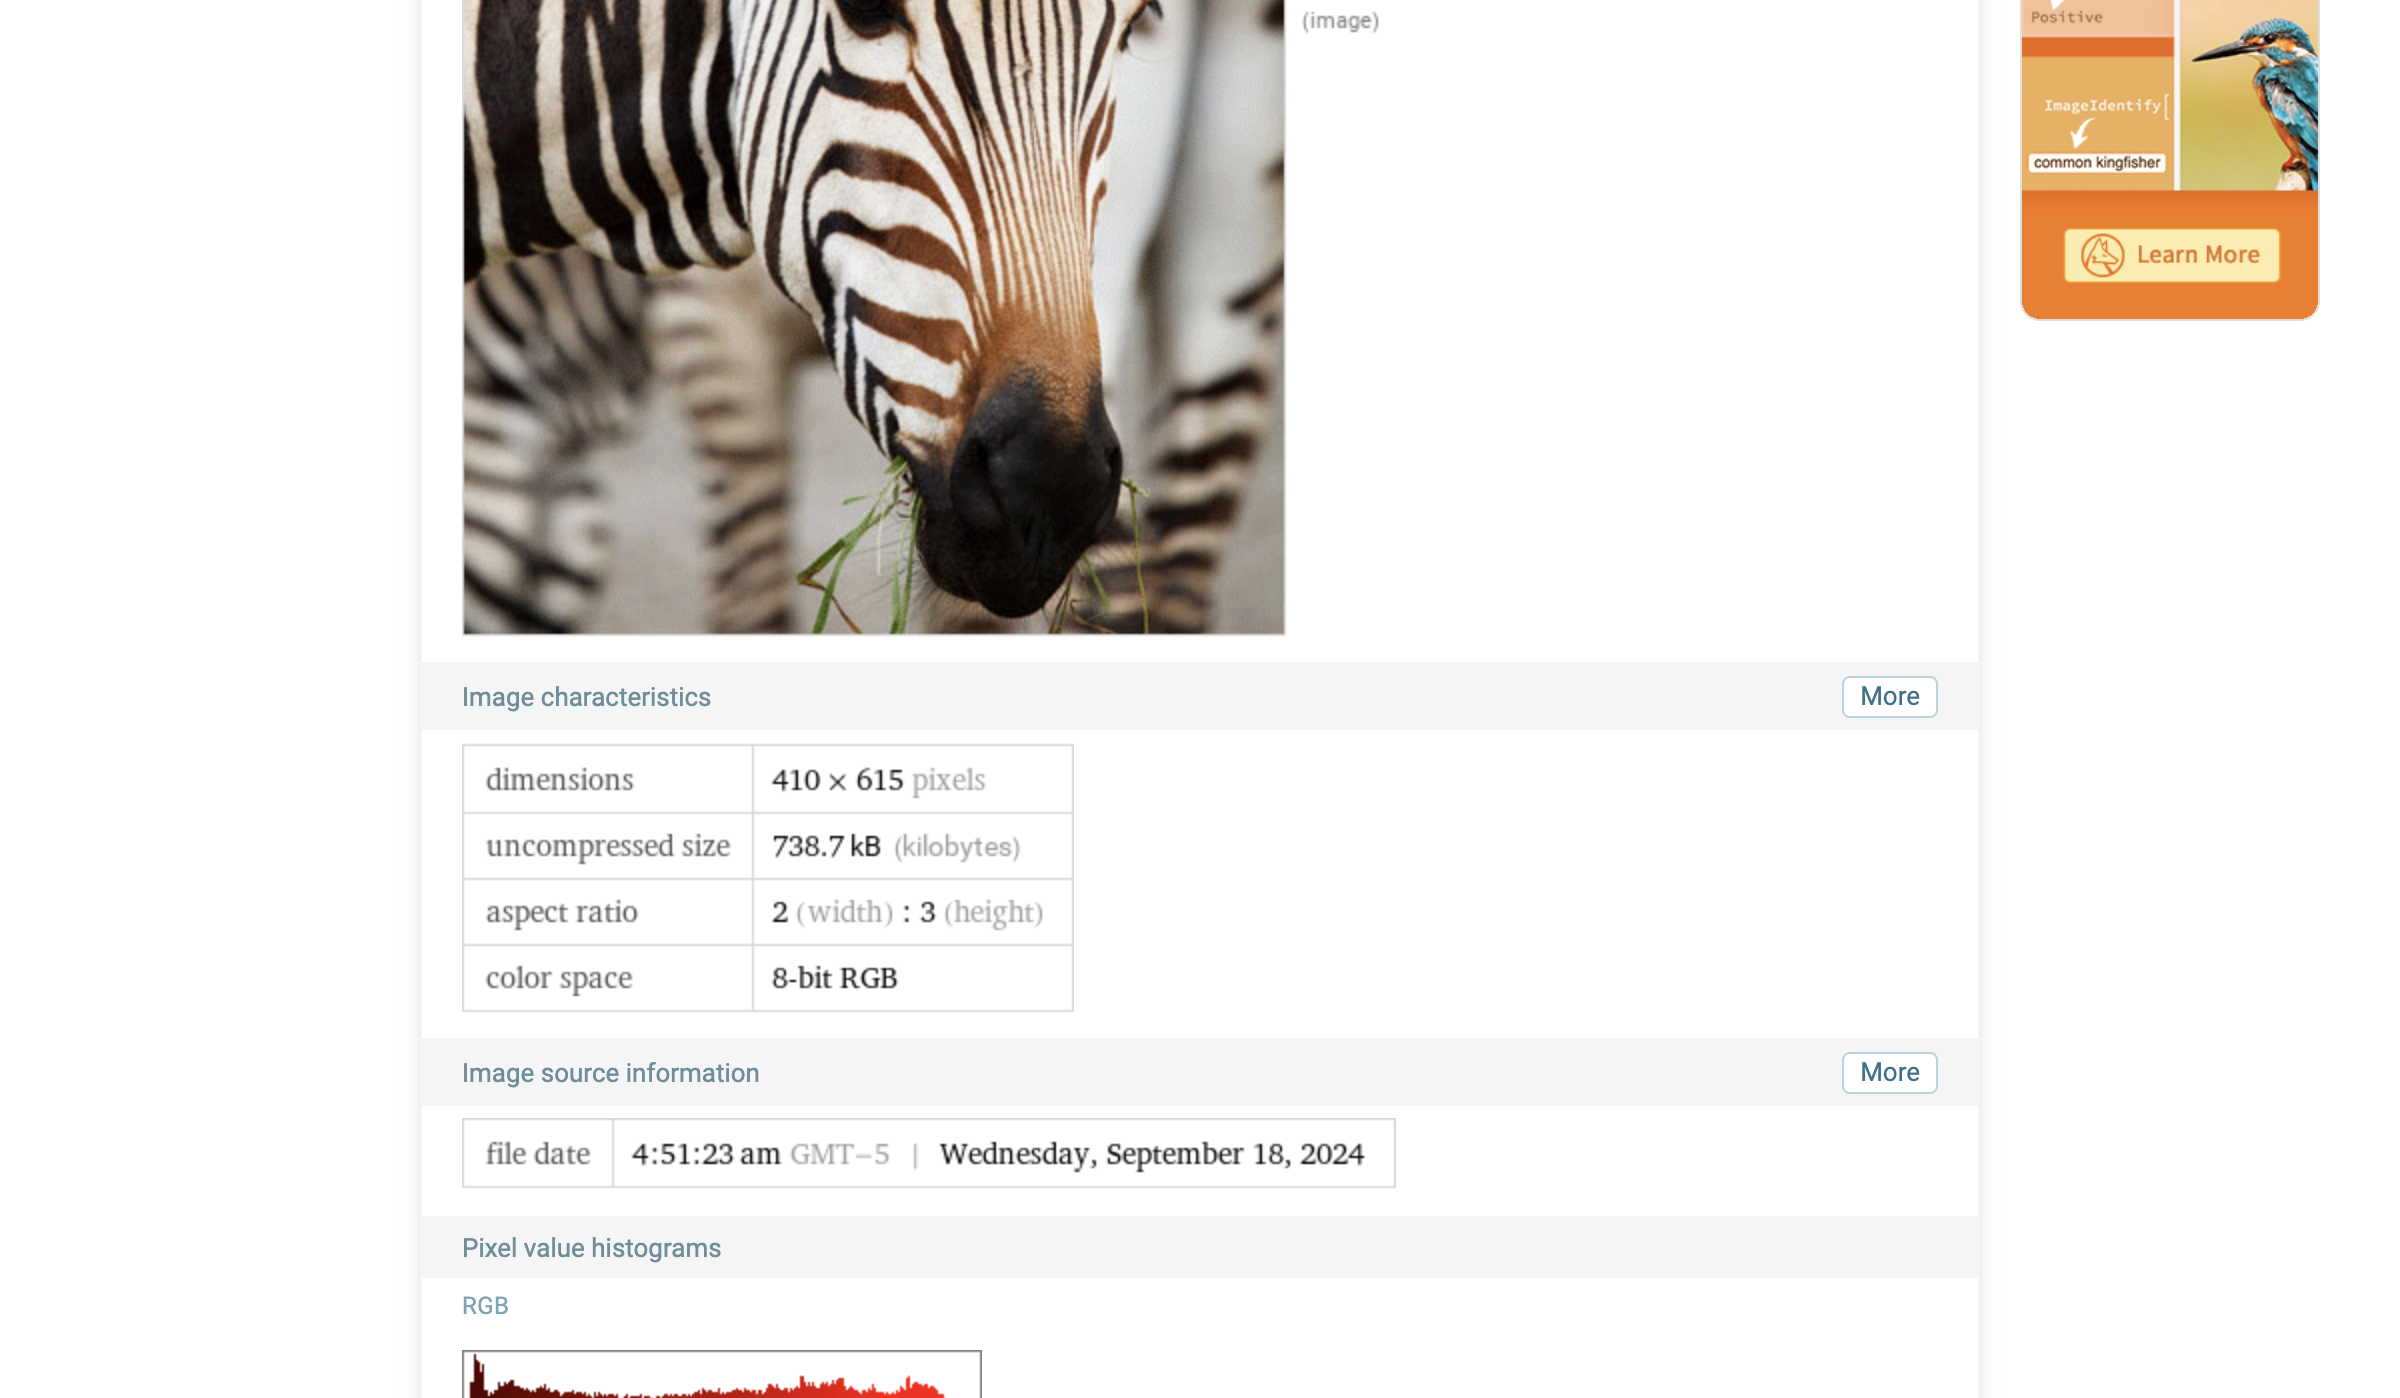 (image)
Positive
ImageIdentify[
common kingfisher
Learn More
Image characteristics
More
dimensions 410 × 615 pixels
uncompressed size 738.7 kB (kilobytes)
aspect ratio 2 (width) : 3 (height)
color space 8-bit RGB
Image source information
More
file date 4:51:23 am GMT−5 | Wednesday, September 18, 2024
Pixel value histograms
RGB